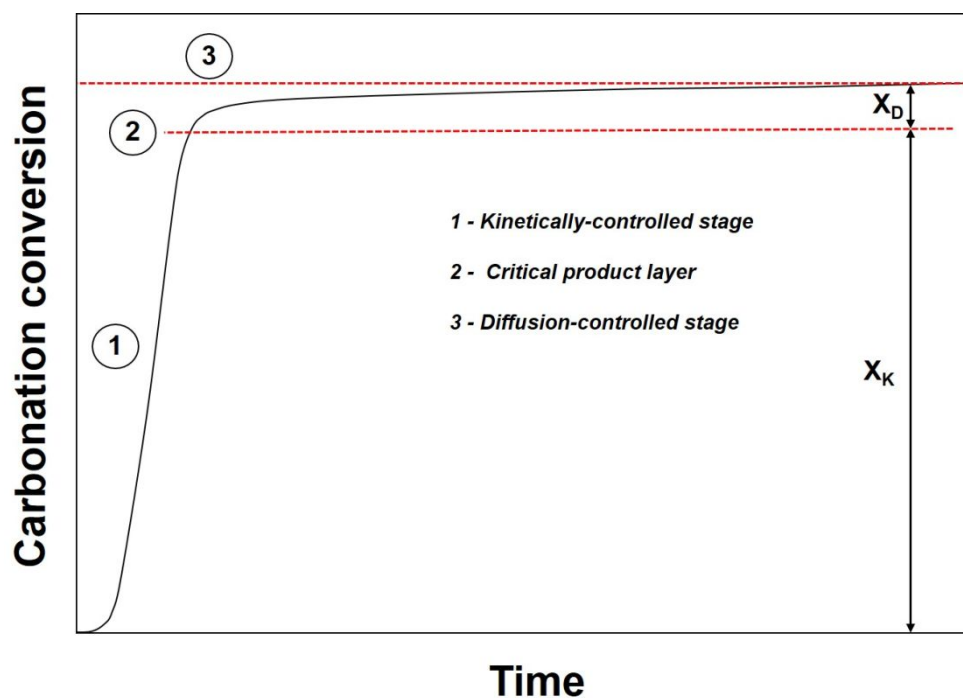 3
2
X_D
1 - Kinetically-controlled stage
2 - Critical product layer
3 - Diffusion-controlled stage
1
X_K
Carbonation conversion
Time